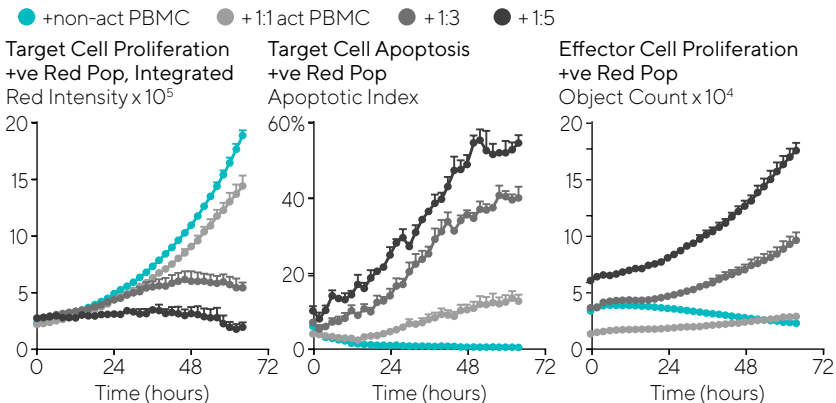 +non-act PBMC + 1:1 act PBMC + 1:3 + 1:5
Target Cell Proliferation
+ve Red Pop, Integrated
Red Intensity x 10⁵
20
15
10
5
0
0 24 48 72
Time (hours)
Target Cell Apoptosis
+ve Red Pop
Apoptotic Index
60%
40
20
0
0 24 48 72
Time (hours)
Effector Cell Proliferation
+ve Red Pop
Object Count x 10⁴
20
15
10
5
0
0 24 48 72
Time (hours)